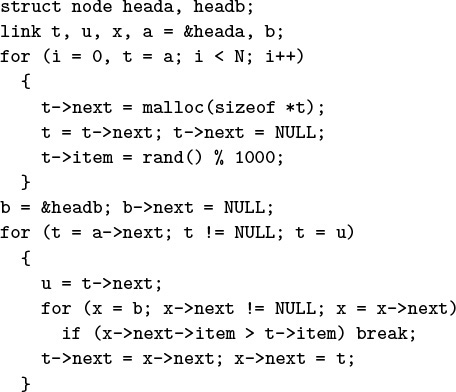 struct node heada, headb;
link t, u, x, a = &heada, b;
for (i = 0, t = a; i < N; i++)
  {
    t->next = malloc(sizeof *t);
    t = t->next; t->next = NULL;
    t->item = rand() % 1000;
  }
b = &headb; b->next = NULL;
for (t = a->next; t != NULL; t = u)
  {
    u = t->next;
    for (x = b; x->next != NULL; x = x->next)
      if (x->next->item > t->item) break;
    t->next = x->next; x->next = t;
  }